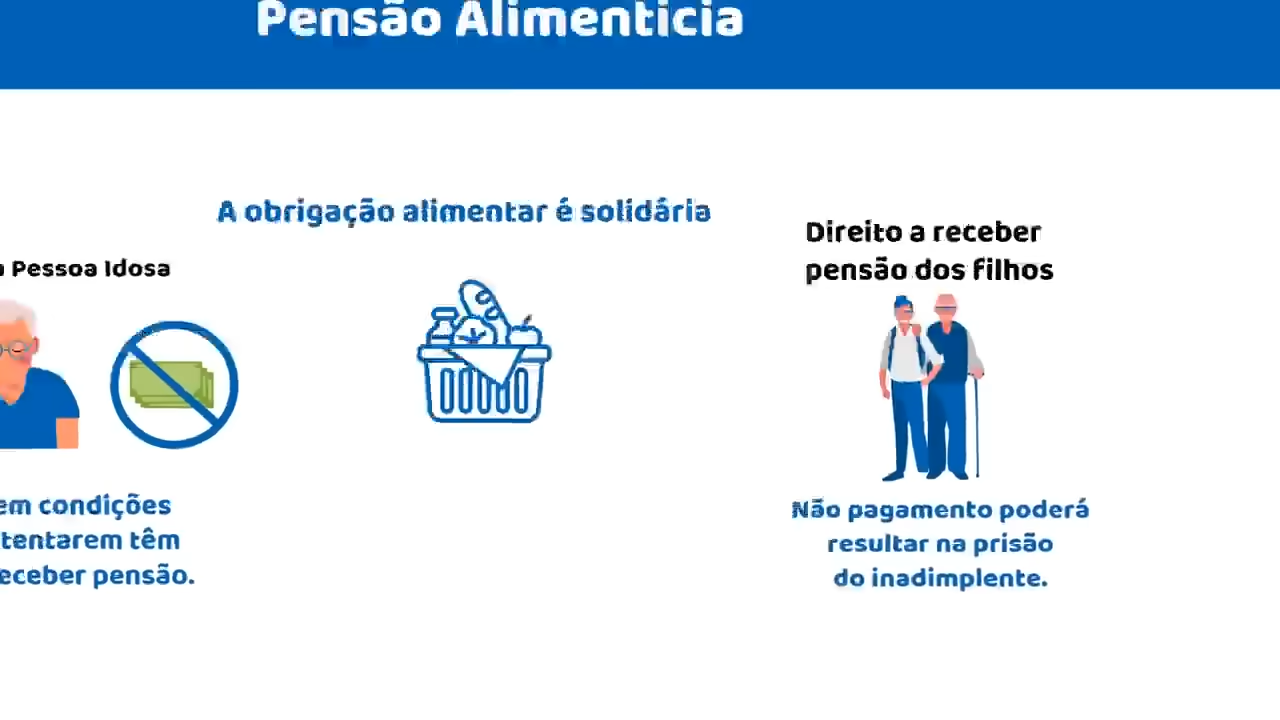 Pensão Alimenticia
A obrigação alimentar é solidária
Pessoa Idosa
Direito a receber
pensão dos filhos
em condições
tentarem têm
eceber pensão.
Não pagamento poderá
resultar na prisão
do inadimplente.